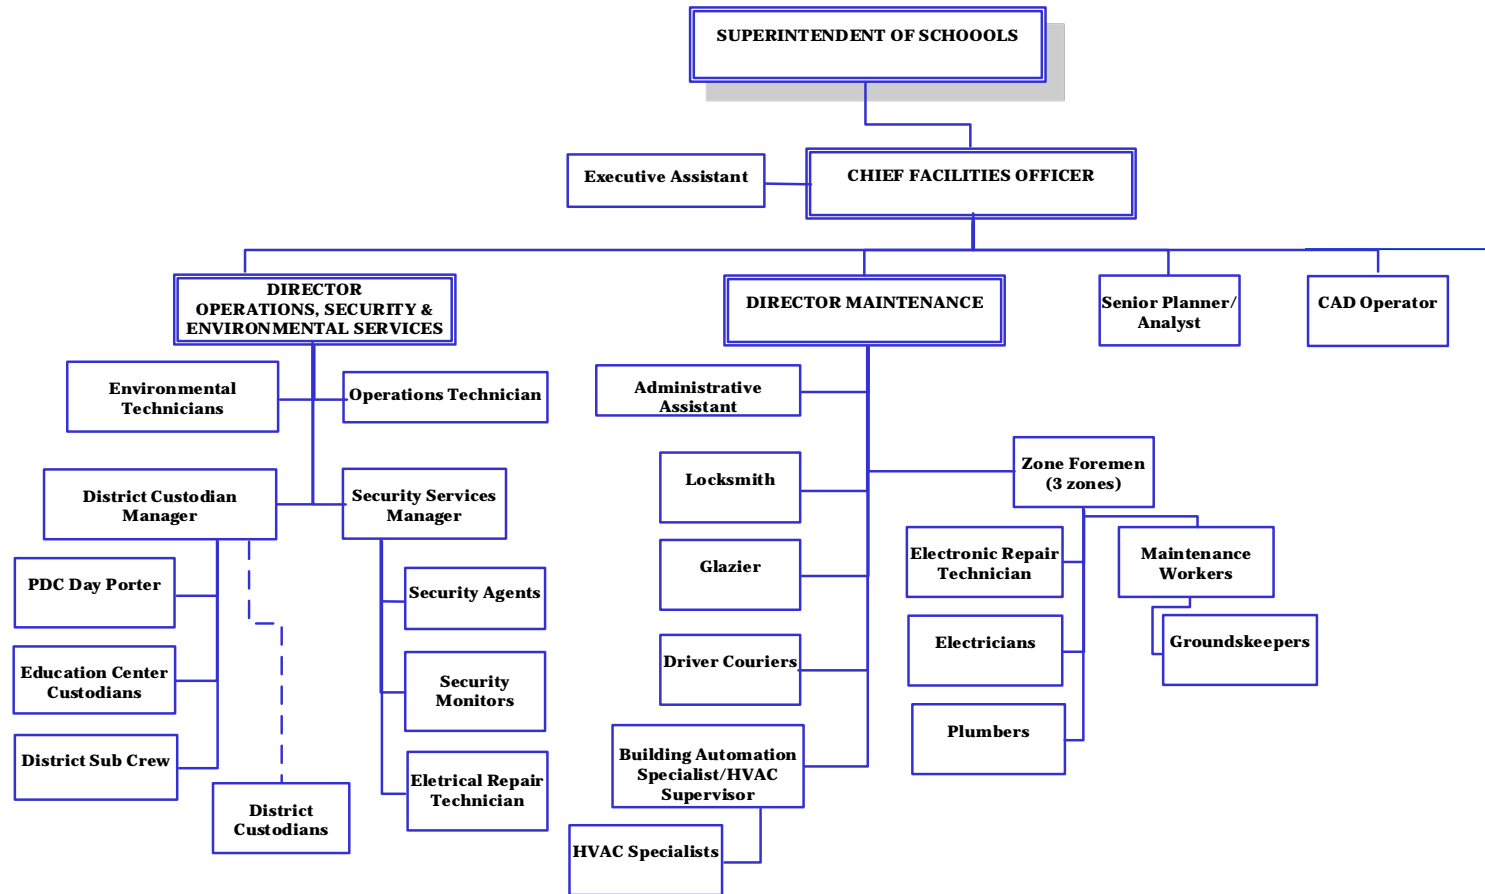 SUPERINTENDENT OF SCHOOOLS
Executive Assistant
CHIEF FACILITIES OFFICER
DIRECTOR
OPERATIONS, SECURITY &
ENVIRONMENTAL SERVICES
DIRECTOR MAINTENANCE
Senior Planner/
Analyst
CAD Operator
Environmental
Technicians
Operations Technician
Administrative
Assistant
District Custodian
Manager
Security Services
Manager
Locksmith
Zone Foremen
(3 zones)
PDC Day Porter
Security Agents
Glazier
Electronic Repair
Technician
Maintenance
Workers
Education Center
Custodians
Security
Monitors
Driver Couriers
Electricians
Groundskeepers
District Sub Crew
District
Custodians
Eletrical Repair
Technician
Building Automation
Specialist/HVAC
Supervisor
Plumbers
HVAC Specialists